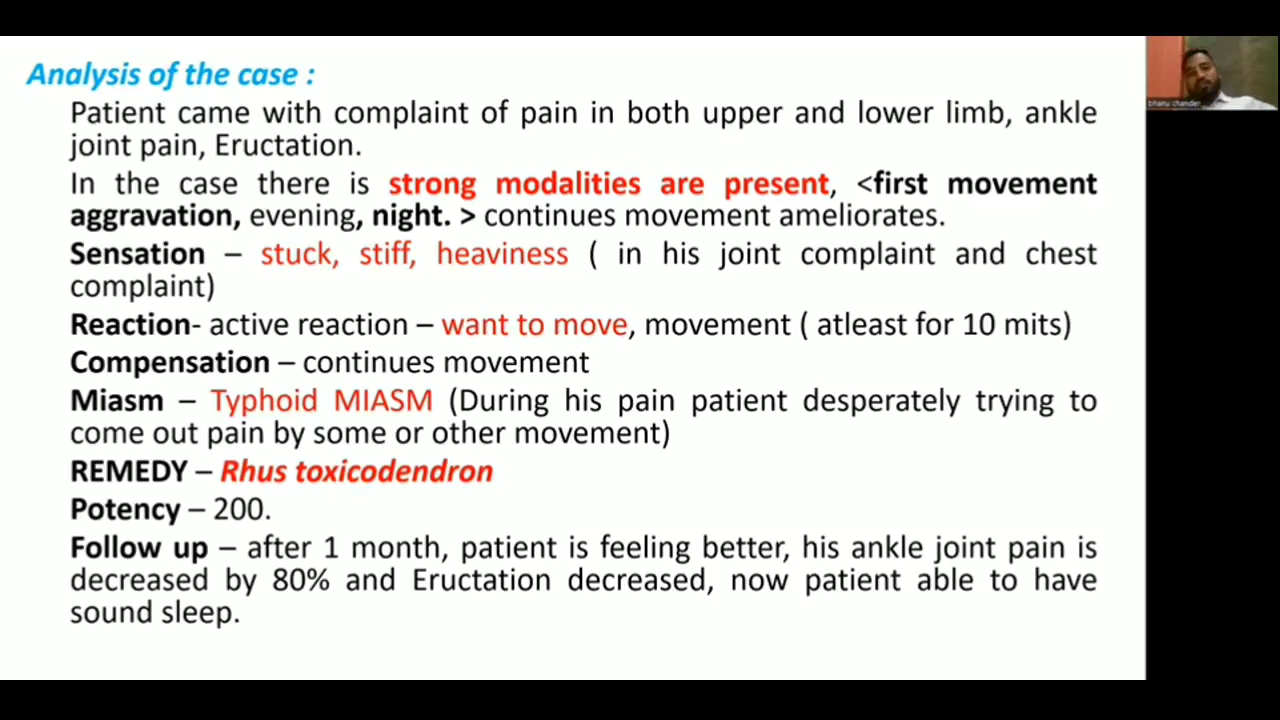 Analysis of the case :
Patient came with complaint of pain in both upper and lower limb, ankle
joint pain, Eructation.
In the case there is strong modalities are present, <first movement
aggravation, evening, night. > continues movement ameliorates.
Sensation – stuck, stiff, heaviness ( in his joint complaint and chest
complaint)
Reaction- active reaction – want to move, movement ( atleast for 10 mits)
Compensation – continues movement
Miasm – Typhoid MIASM (During his pain patient desperately trying to
come out pain by some or other movement)
REMEDY – Rhus toxicodendron
Potency – 200.
Follow up – after 1 month, patient is feeling better, his ankle joint pain is
decreased by 80% and Eructation decreased, now patient able to have
sound sleep.
bhanu chander